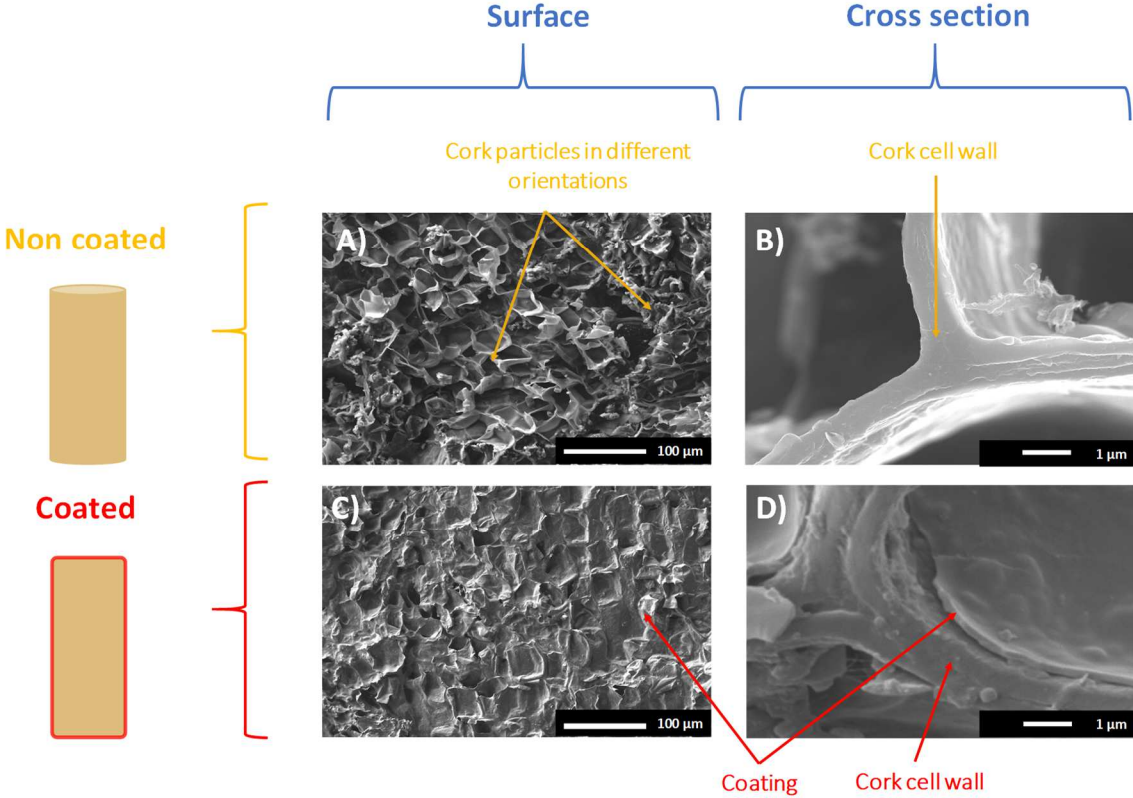 Surface
Cross section
Cork particles in different
orientations
Cork cell wall
Non coated
A)
B)
100 µm
1 µm
Coated
C)
D)
100 µm
1 µm
Coating
Cork cell wall